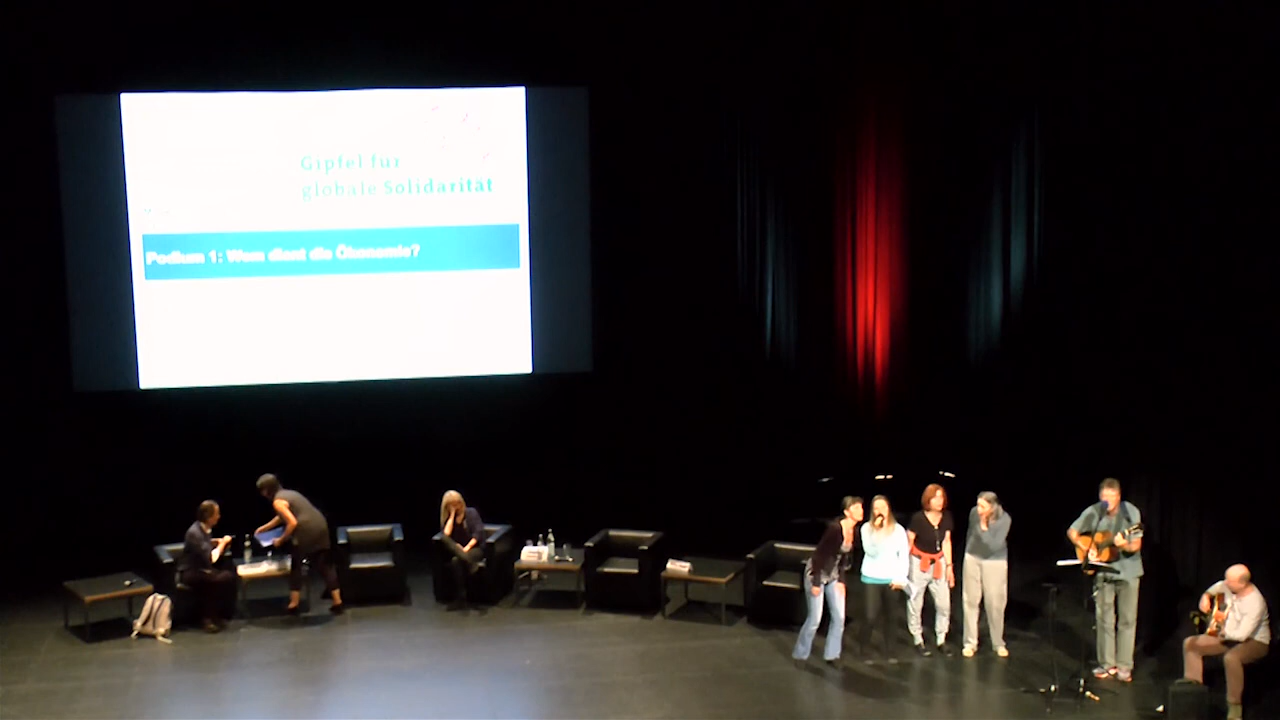 Gipfel für
globale Solidarität
Podium 1: Wem dient die Ökonomie?